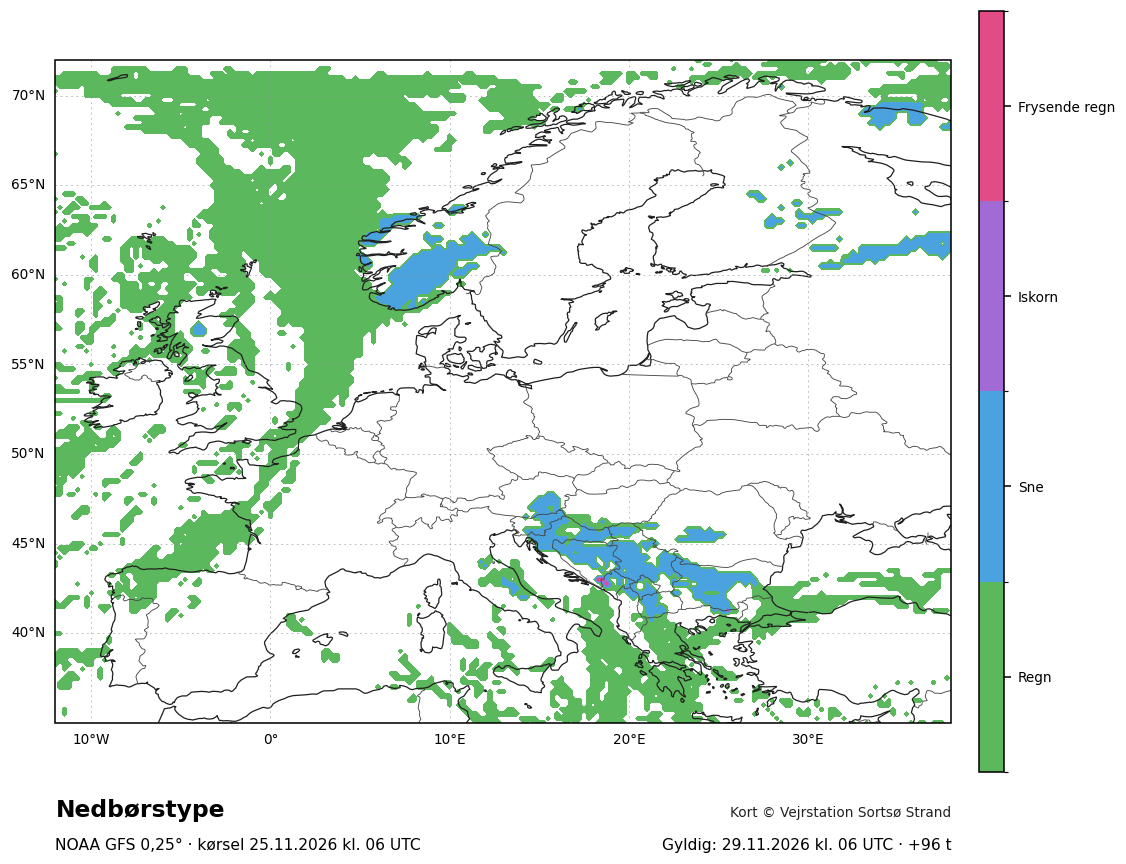 70°N
65°N
60°N
55°N
50°N
45°N
40°N
10°W
0°
10°E
20°E
30°E
Frysende regn
Iskorn
Sne
Regn
Nedbørstype
Kort © Vejrstation Sortsø Strand
NOAA GFS 0,25° · kørsel 25.11.2026 kl. 06 UTC
Gyldig: 29.11.2026 kl. 06 UTC · +96 t